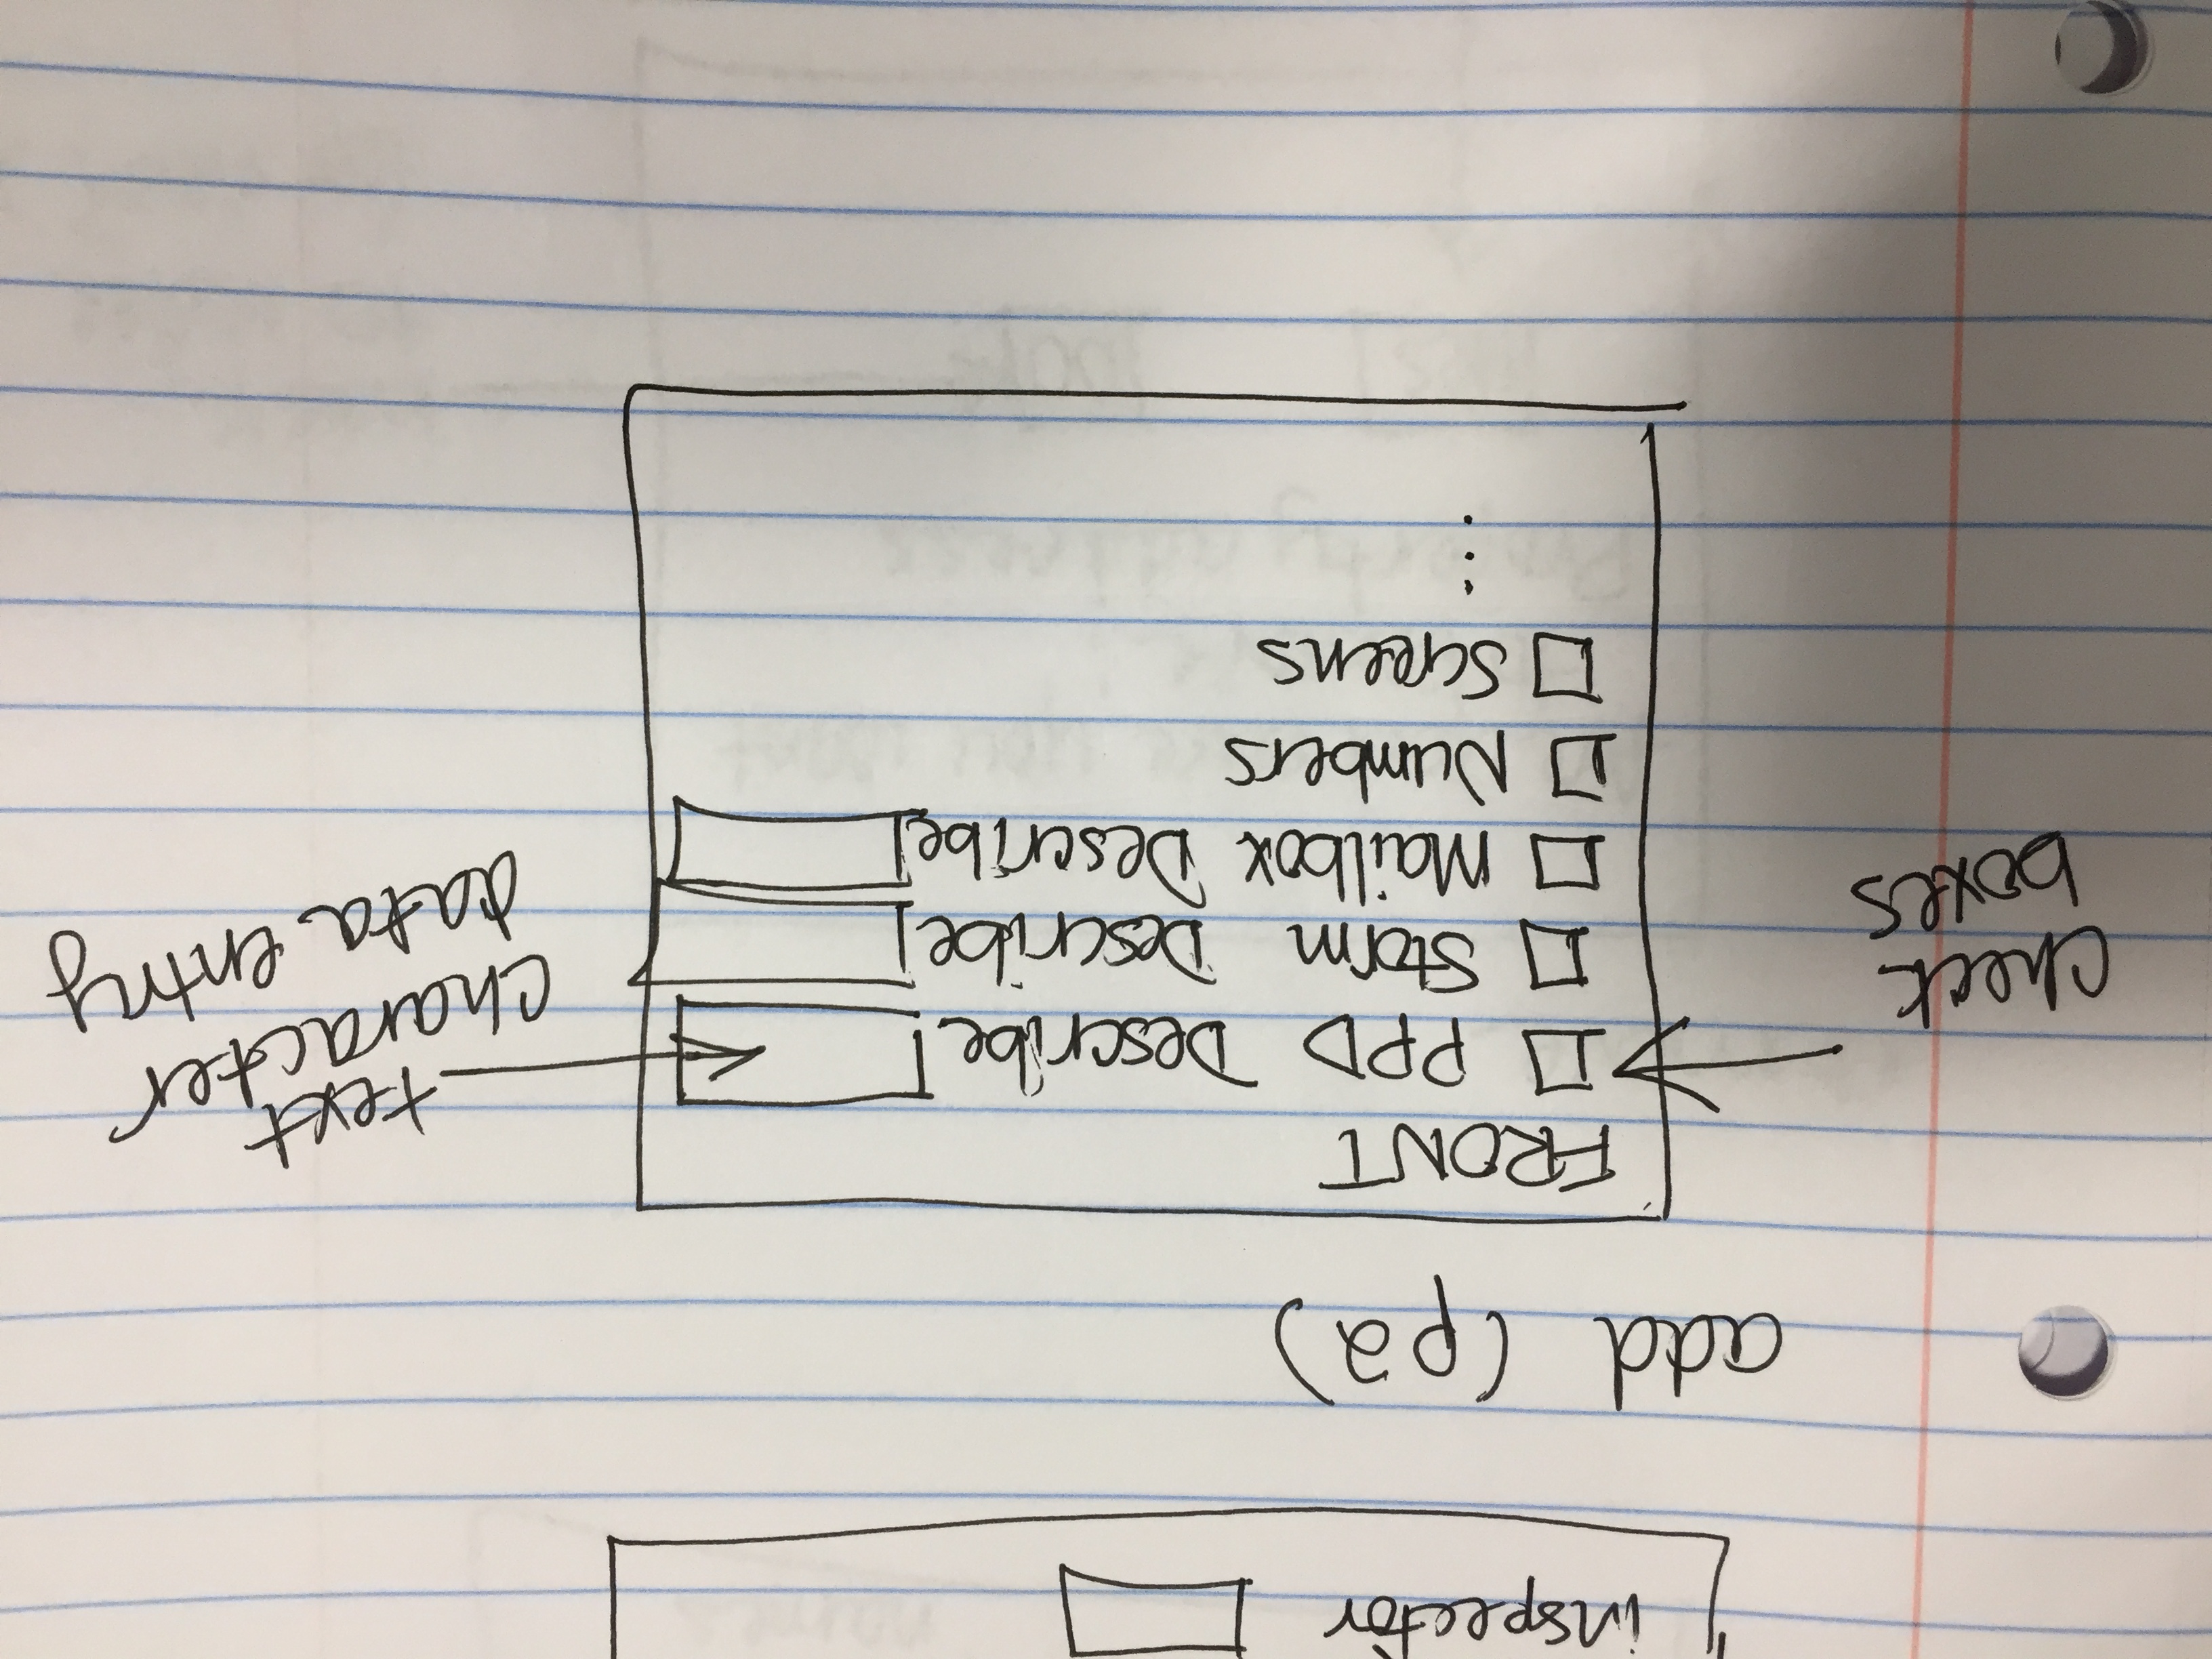 inspector
add (p2)
FRONT
PPD Describe
Storm Describe
Mailbox Describe
Numbers
Screens
⋮
text
character
data entry
check
boxes